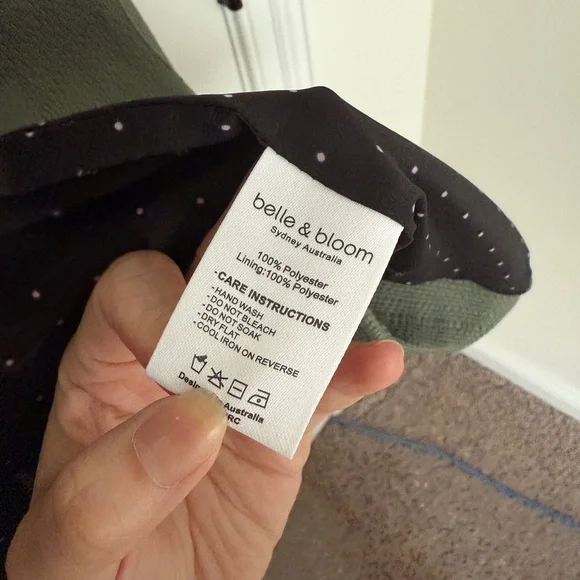 belle & bloom
Sydney Australia
100% Polyester
Lining:100% Polyester
·CARE INSTRUCTIONS
-HAND WASH
-DO NOT BLEACH
-DO NOT SOAK
-DRY FLAT
-COOL IRON ON REVERSE
Australia